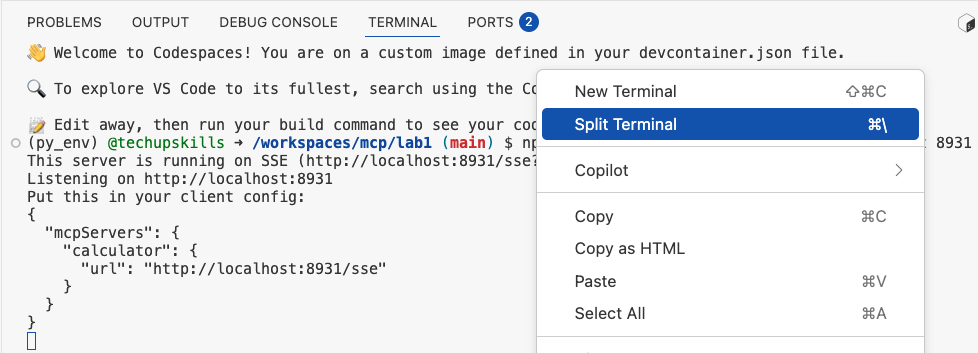 PROBLEMS OUTPUT DEBUG CONSOLE TERMINAL PORTS 2
👋 Welcome to Codespaces! You are on a custom image defined in your devcontainer.json file.
🔍 To explore VS Code to its fullest, search using the Co
📝 Edit away, then run your build command to see your cod
(py_env) @techupskills ➜ /workspaces/mcp/lab1 (main) $ np
8931
This server is running on SSE (http://localhost:8931/sse?
Listening on http://localhost:8931
Put this in your client config:
{
"mcpServers": {
"calculator": {
"url": "http://localhost:8931/sse"
}
}
}
New Terminal ⇧⌘C
Split Terminal ⌘\
Copilot
Copy ⌘C
Copy as HTML
Paste ⌘V
Select All ⌘A